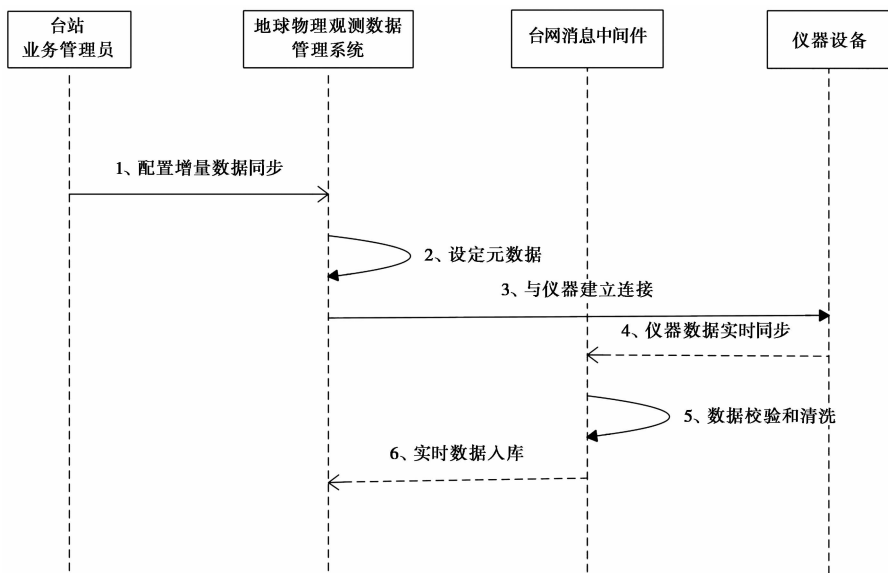 台站
业务管理员
地球物理观测数据
管理系统
台网消息中间件
仪器设备
1、配置增量数据同步
2、设定元数据
3、与仪器建立连接
4、仪器数据实时同步
5、数据校验和清洗
6、实时数据入库